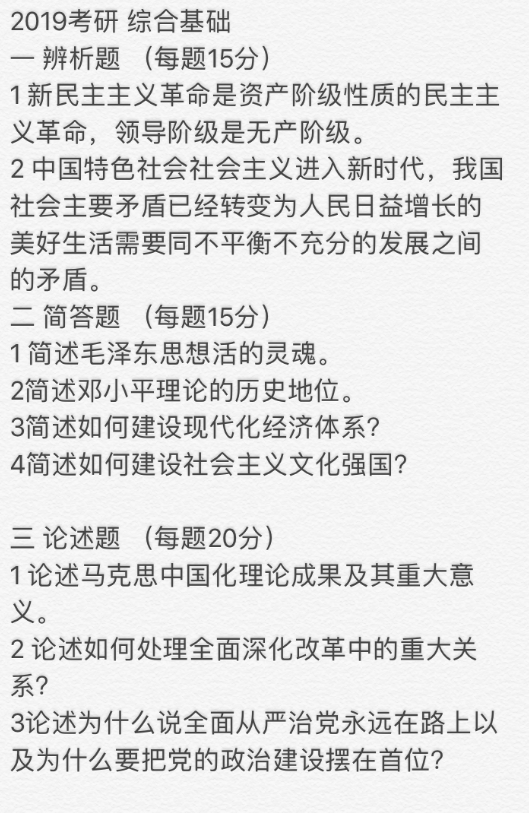 2019考研 综合基础
一 辨析题 （每题15分）
1 新民主主义革命是资产阶级性质的民主主
义革命，领导阶级是无产阶级。
2 中国特色社会社会主义进入新时代，我国
社会主要矛盾已经转变为人民日益增长的
美好生活需要同不平衡不充分的发展之间
的矛盾。
二 简答题 （每题15分）
1 简述毛泽东思想活的灵魂。
2简述邓小平理论的历史地位。
3简述如何建设现代化经济体系?
4简述如何建设社会主义文化强国?
三 论述题 （每题20分）
1 论述马克思中国化理论成果及其重大意
义。
2 论述如何处理全面深化改革中的重大关
系?
3论述为什么说全面从严治党永远在路上以
及为什么要把党的政治建设摆在首位?